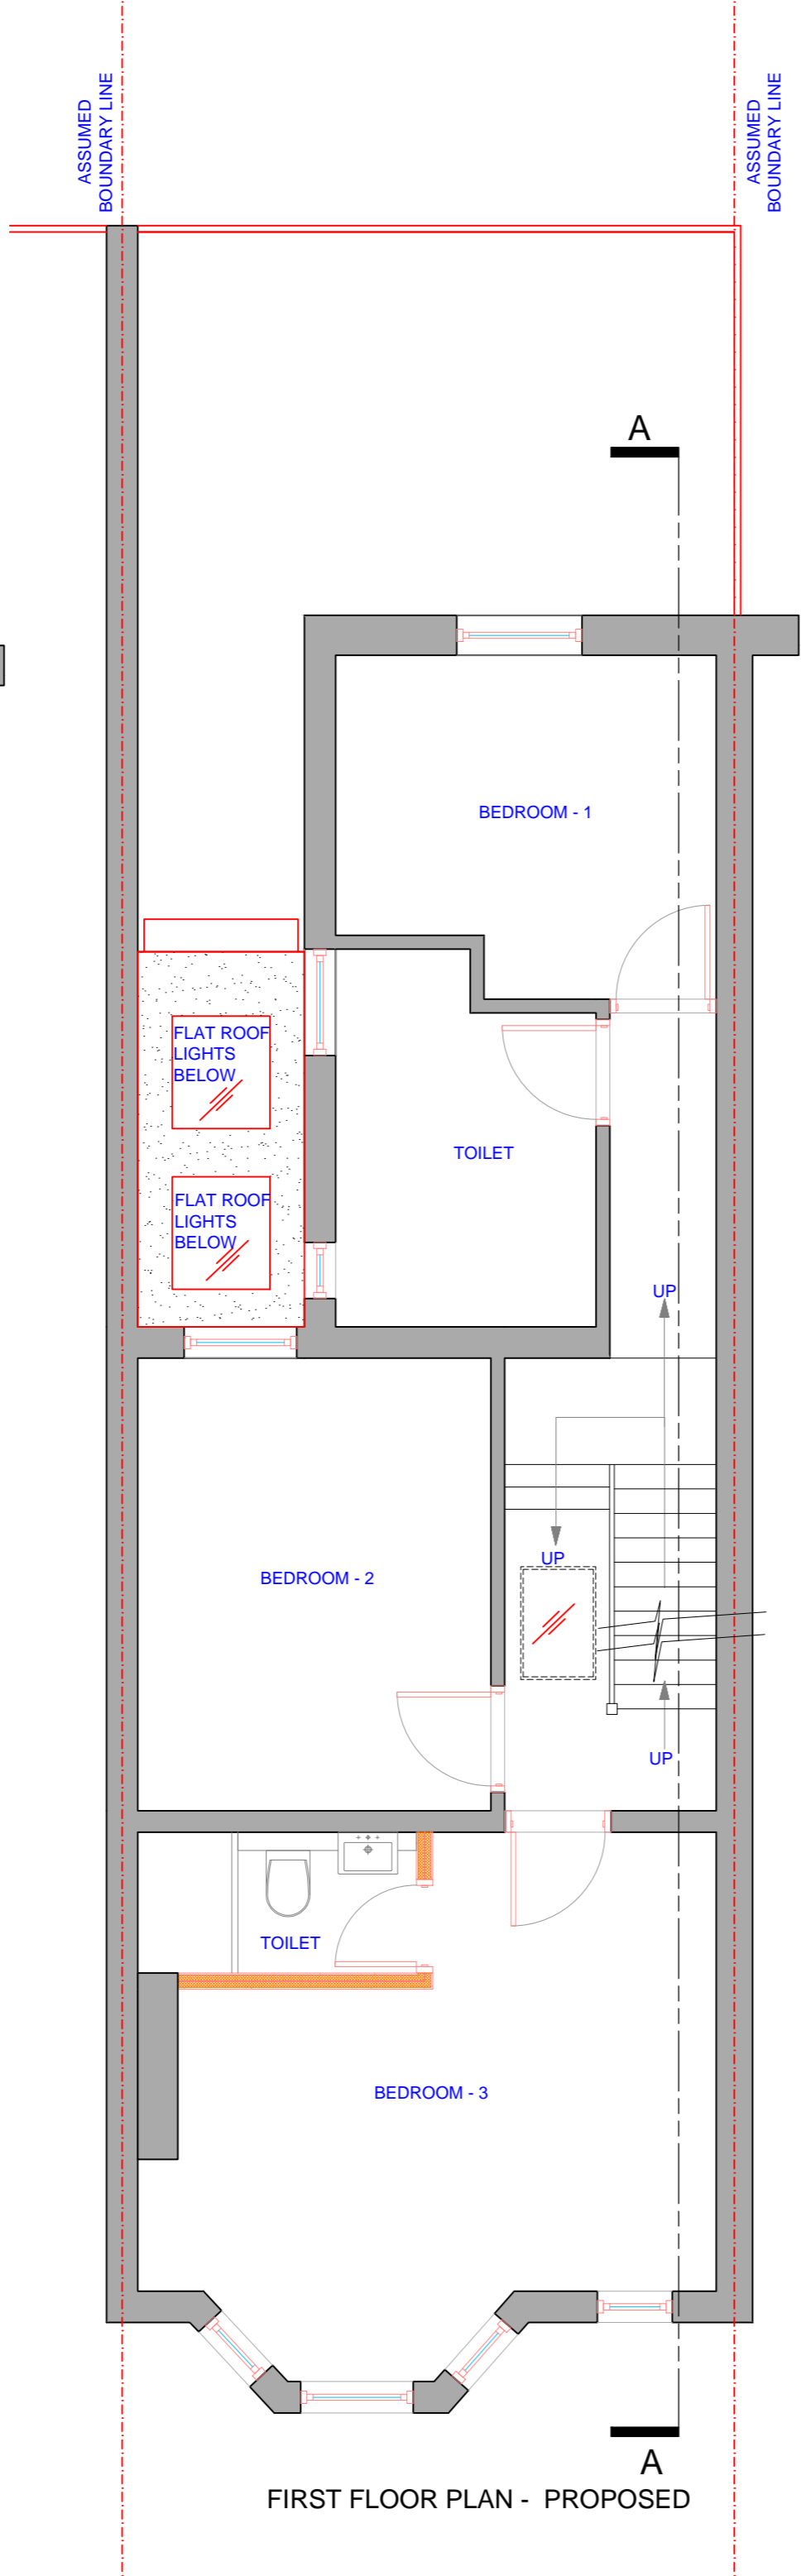 ASSUMED
BOUNDARY LINE
ASSUMED
BOUNDARY LINE
A
BEDROOM - 1
FLAT ROOF
LIGHTS
BELOW
TOILET
FLAT ROOF
LIGHTS
BELOW
UP
UP
BEDROOM - 2
UP
TOILET
BEDROOM - 3
A
FIRST FLOOR PLAN - PROPOSED